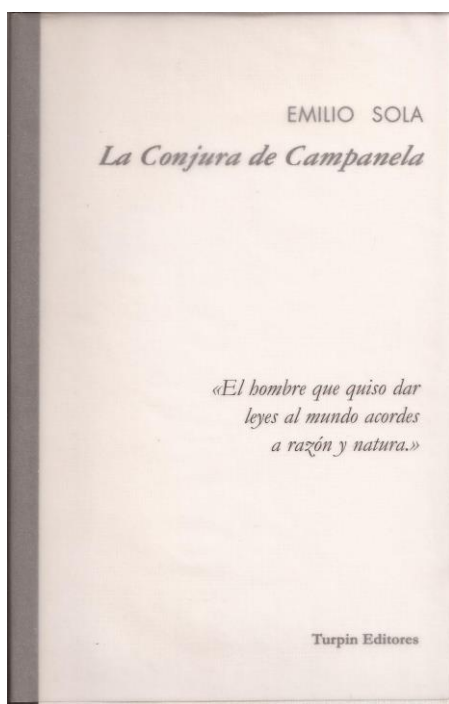 EMILIO SOLA
La Conjura de Campanela
«El hombre que quiso dar
leyes al mundo acordes
a razón y natura.»
Turpin Editores